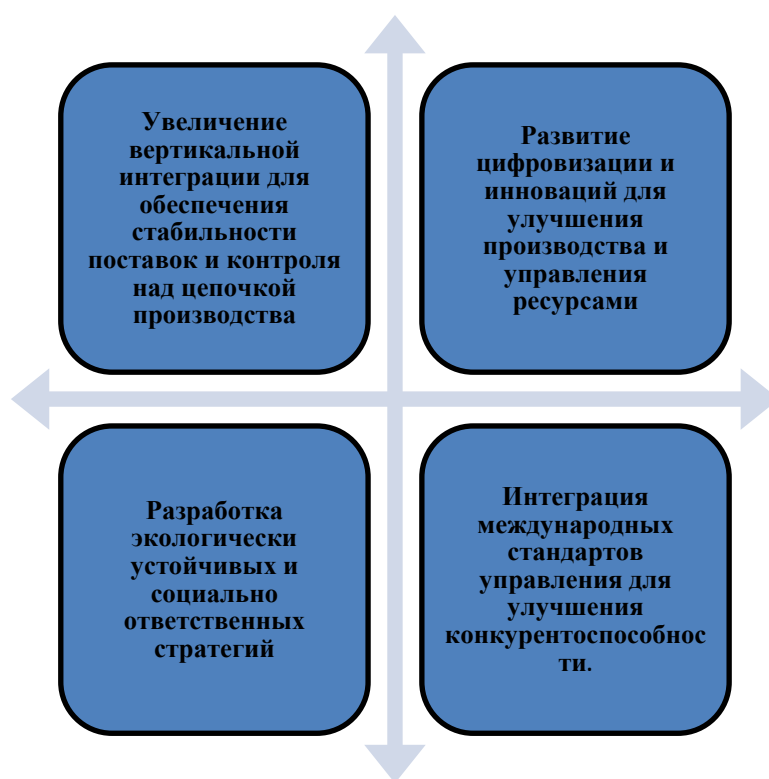 Увеличение
вертикальной
интеграции для
обеспечения
стабильности
поставок и контроля
над цепочкой
производства
Развитие
цифровизации и
инноваций для
улучшения
производства и
управления
ресурсами
Разработка
экологически
устойчивых и
социально
ответственных
стратегий
Интеграция
международных
стандартов
управления для
улучшения
конкурентоспособнос
ти.